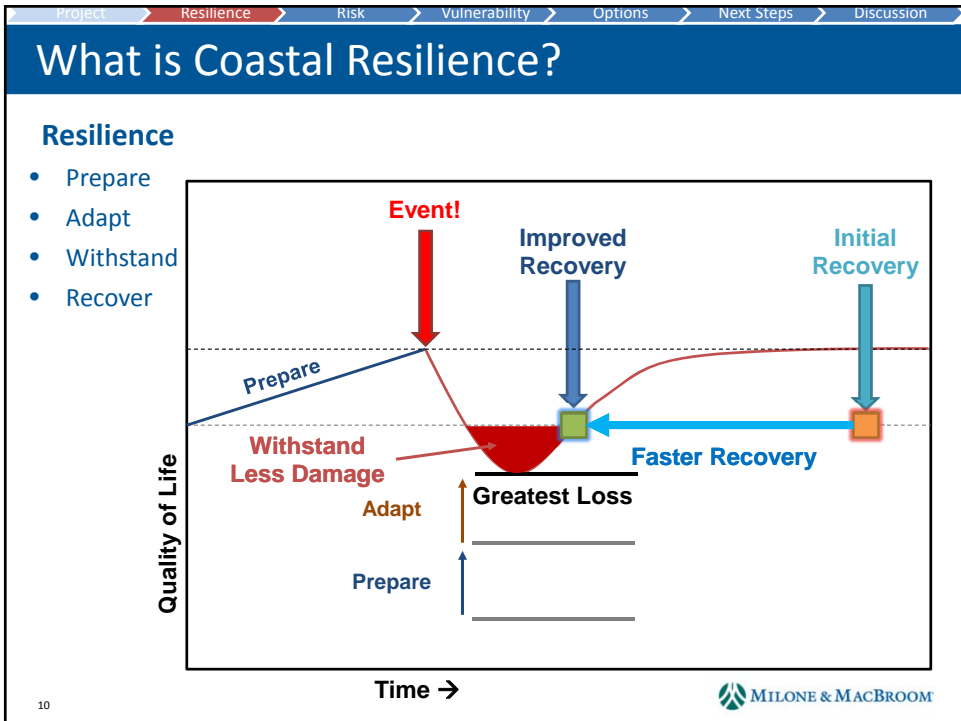 Project Resilience Risk Vulnerability Options Next Steps Discussion
What is Coastal Resilience?
Resilience
• Prepare
• Adapt
• Withstand
• Recover
Event!
Improved
Recovery
Initial
Recovery
Prepare
Withstand
Less Damage
Faster Recovery
Greatest Loss
Adapt
Prepare
Quality of Life
Time →
10
MILONE & MACBROOM